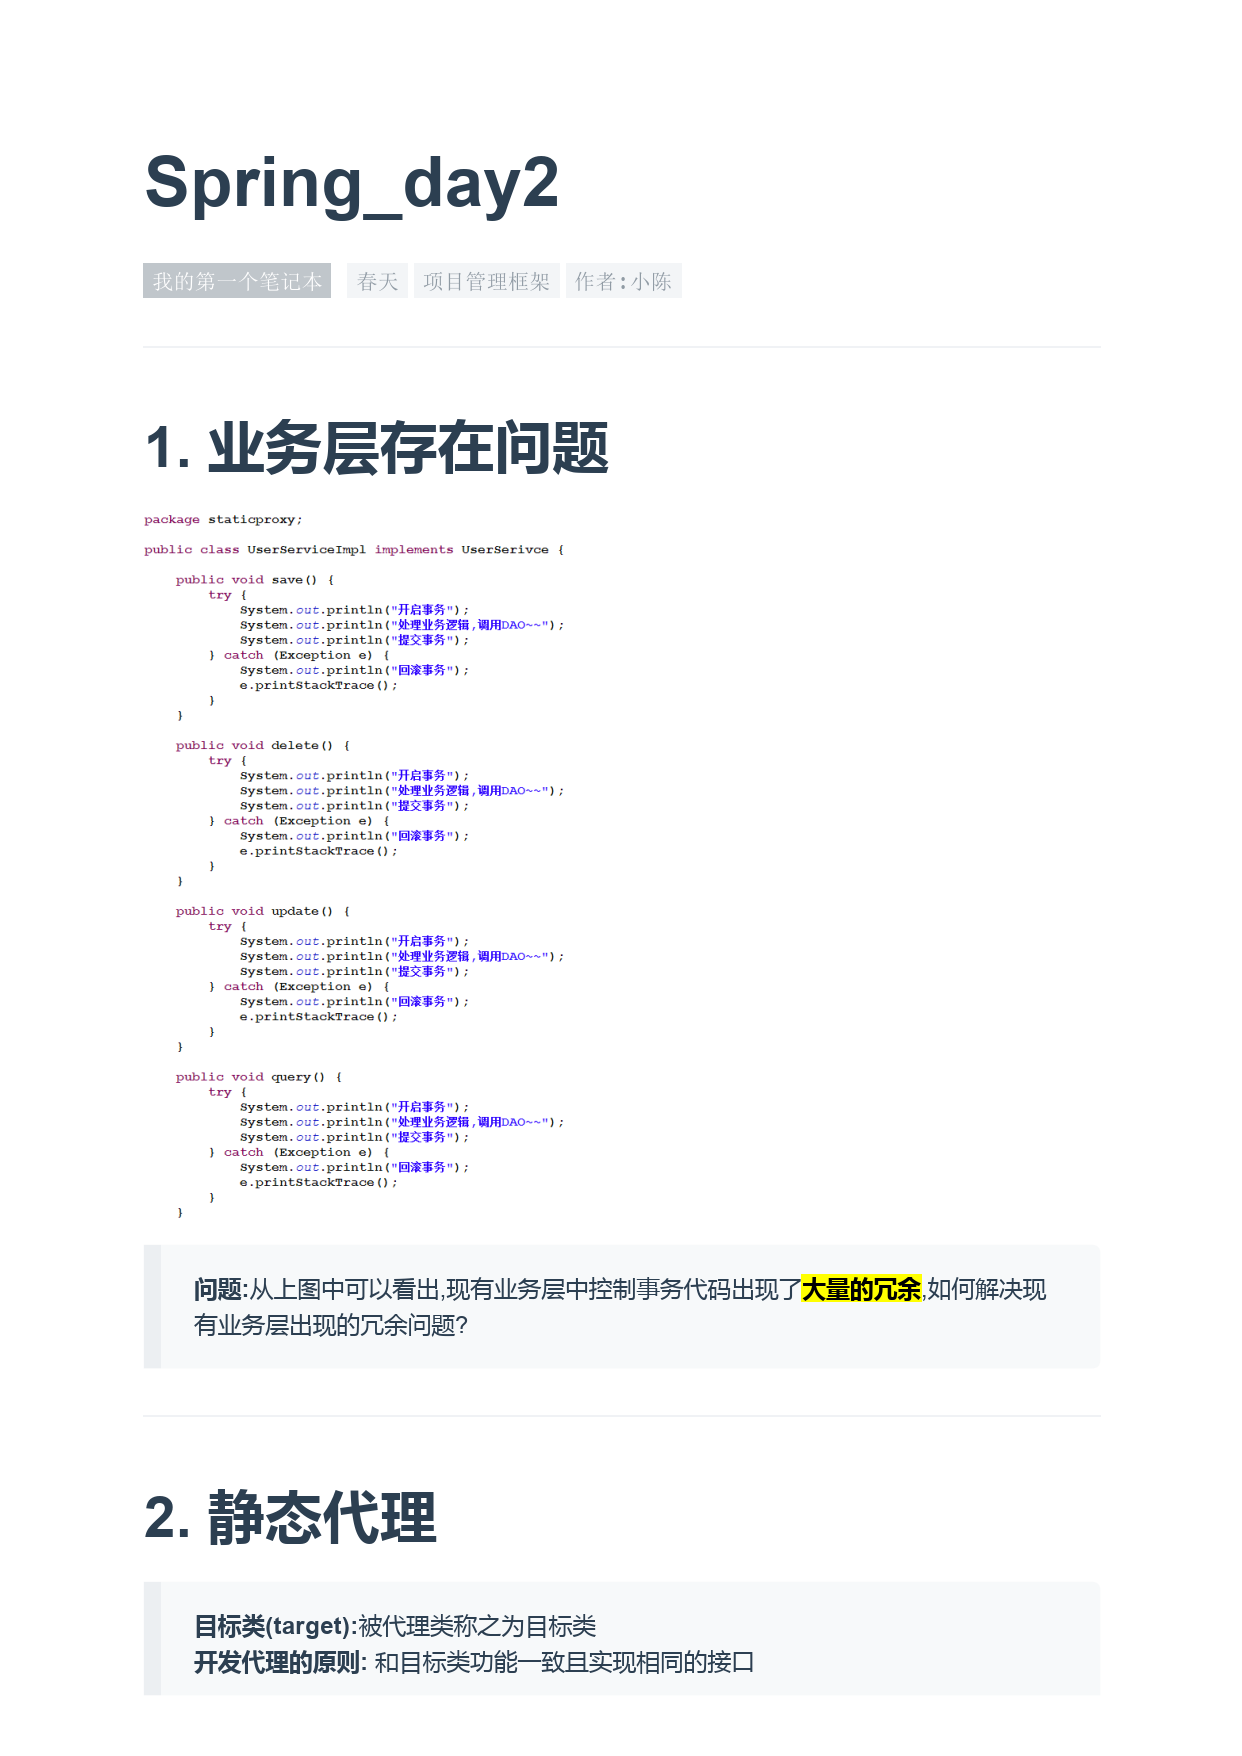 Spring_day2
我的第一个笔记本 春天 项目管理框架 作者:小陈
1. 业务层存在问题
package staticproxy;
public class UserServiceImpl implements UserSerivce {
public void save() {
try {
System.out.println("开启事务");
System.out.println("处理业务逻辑,调用DAO~~");
System.out.println("提交事务");
} catch (Exception e) {
System.out.println("回滚事务");
e.printStackTrace();
}
}
public void delete() {
try {
System.out.println("开启事务");
System.out.println("处理业务逻辑,调用DAO~~");
System.out.println("提交事务");
} catch (Exception e) {
System.out.println("回滚事务");
e.printStackTrace();
}
}
public void update() {
try {
System.out.println("开启事务");
System.out.println("处理业务逻辑,调用DAO~~");
System.out.println("提交事务");
} catch (Exception e) {
System.out.println("回滚事务");
e.printStackTrace();
}
}
public void query() {
try {
System.out.println("开启事务");
System.out.println("处理业务逻辑,调用DAO~~");
System.out.println("提交事务");
} catch (Exception e) {
System.out.println("回滚事务");
e.printStackTrace();
}
}
问题:从上图中可以看出,现有业务层中控制事务代码出现了大量的冗余,如何解决现
有业务层出现的冗余问题?
2. 静态代理
目标类(target):被代理类称之为目标类
开发代理的原则: 和目标类功能一致且实现相同的接口